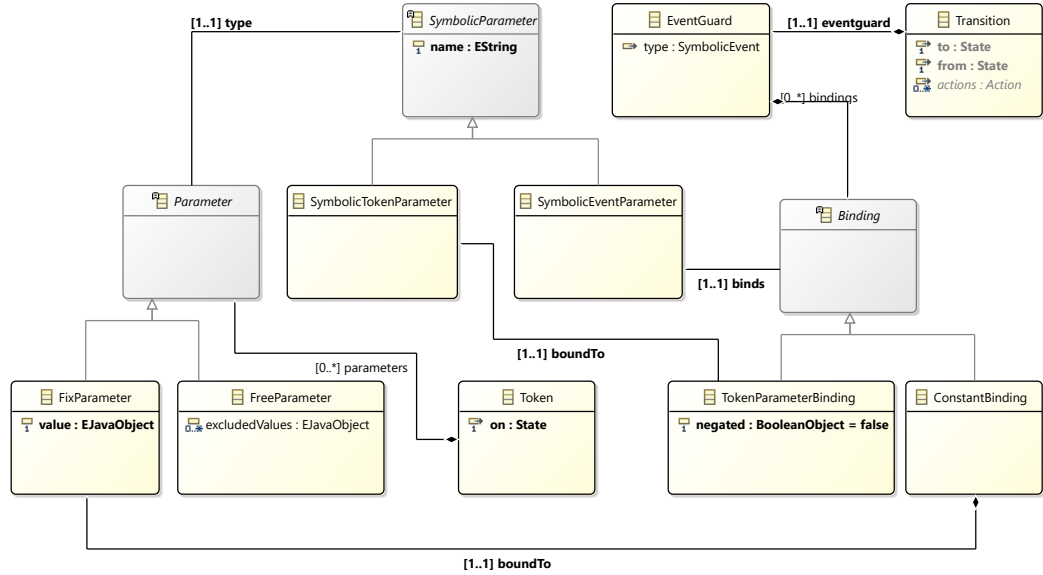 [1..1] type
SymbolicParameter
name : EString
EventGuard
type : SymbolicEvent
[1..1] eventguard
Transition
to : State
from : State
actions : Action
[0..*] bindings
Parameter
SymbolicTokenParameter
SymbolicEventParameter
Binding
[1..1] binds
[1..1] boundTo
[0..*] parameters
FixParameter
value : EJavaObject
FreeParameter
excludedValues : EJavaObject
Token
on : State
TokenParameterBinding
negated : BooleanObject = false
ConstantBinding
[1..1] boundTo